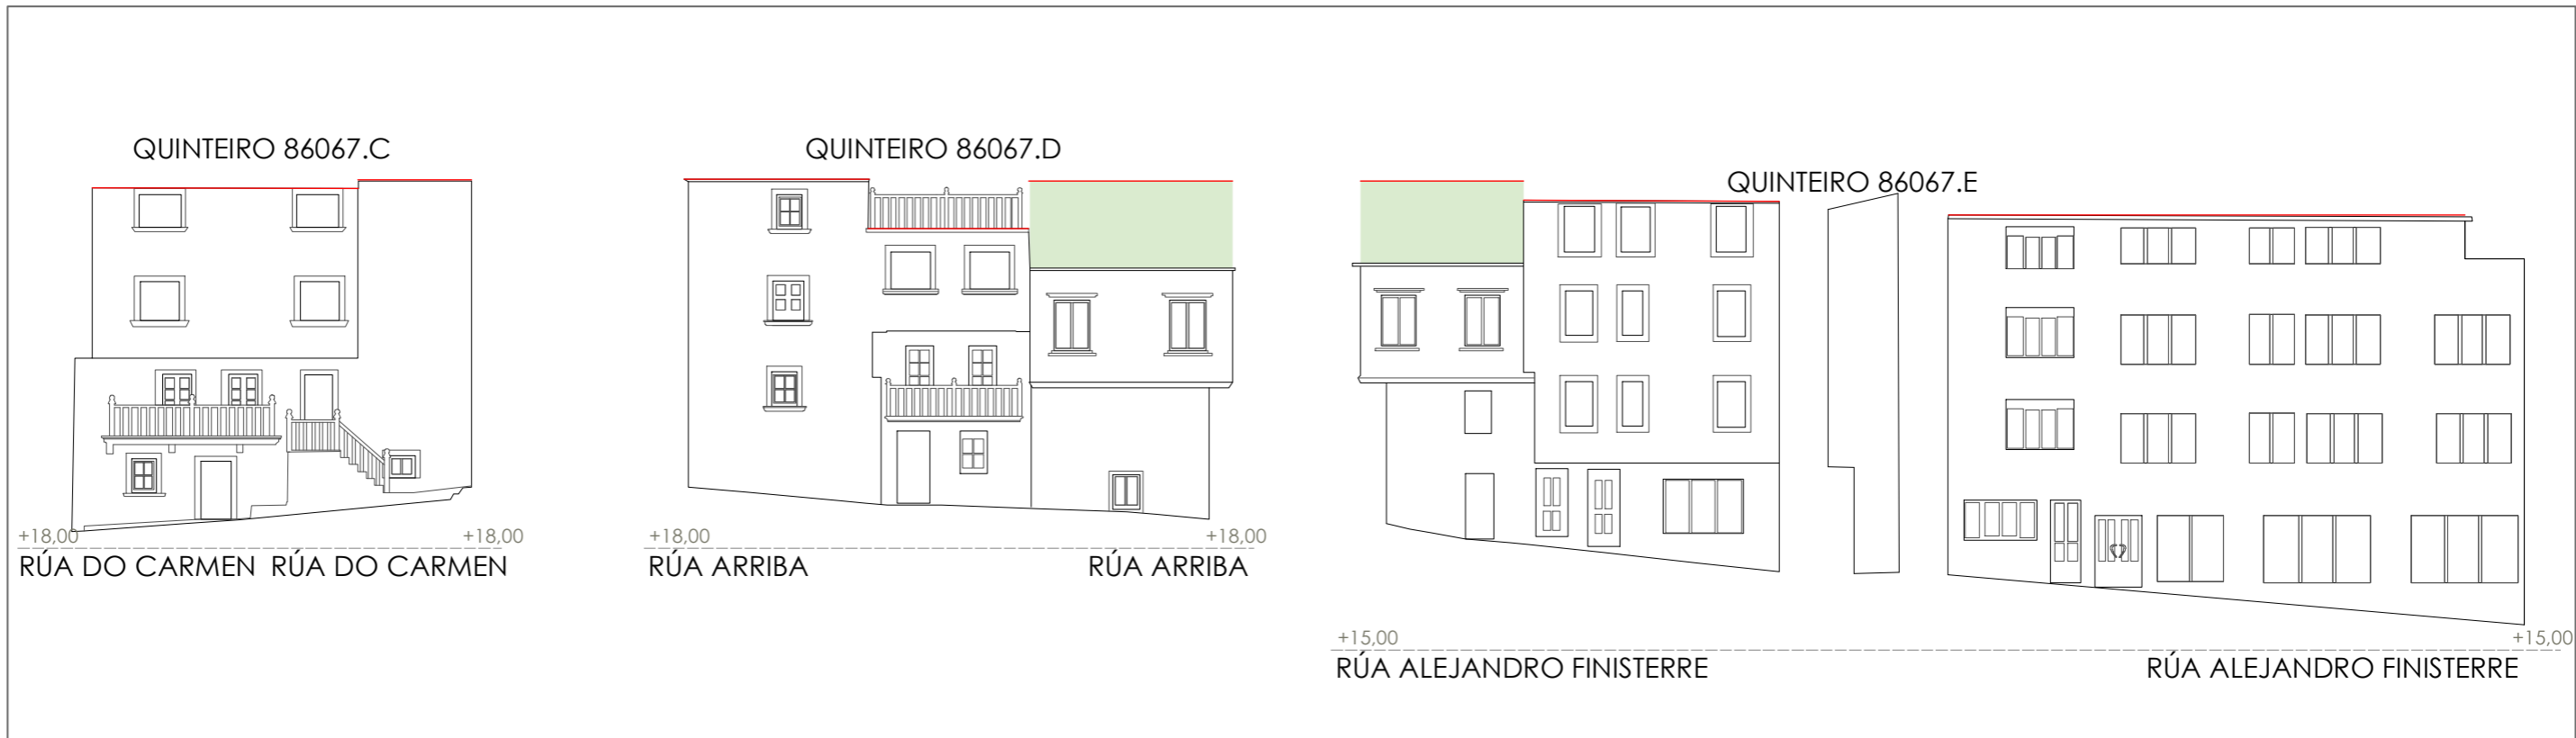 QUINTEIRO 86067.C
QUINTEIRO 86067.D
QUINTEIRO 86067.E
+18,00 +18,00
RÚA DO CARMEN RÚA DO CARMEN
+18,00 +18,00
RÚA ARRIBA RÚA ARRIBA
+15,00 +15,00
RÚA ALEJANDRO FINISTERRE RÚA ALEJANDRO FINISTERRE